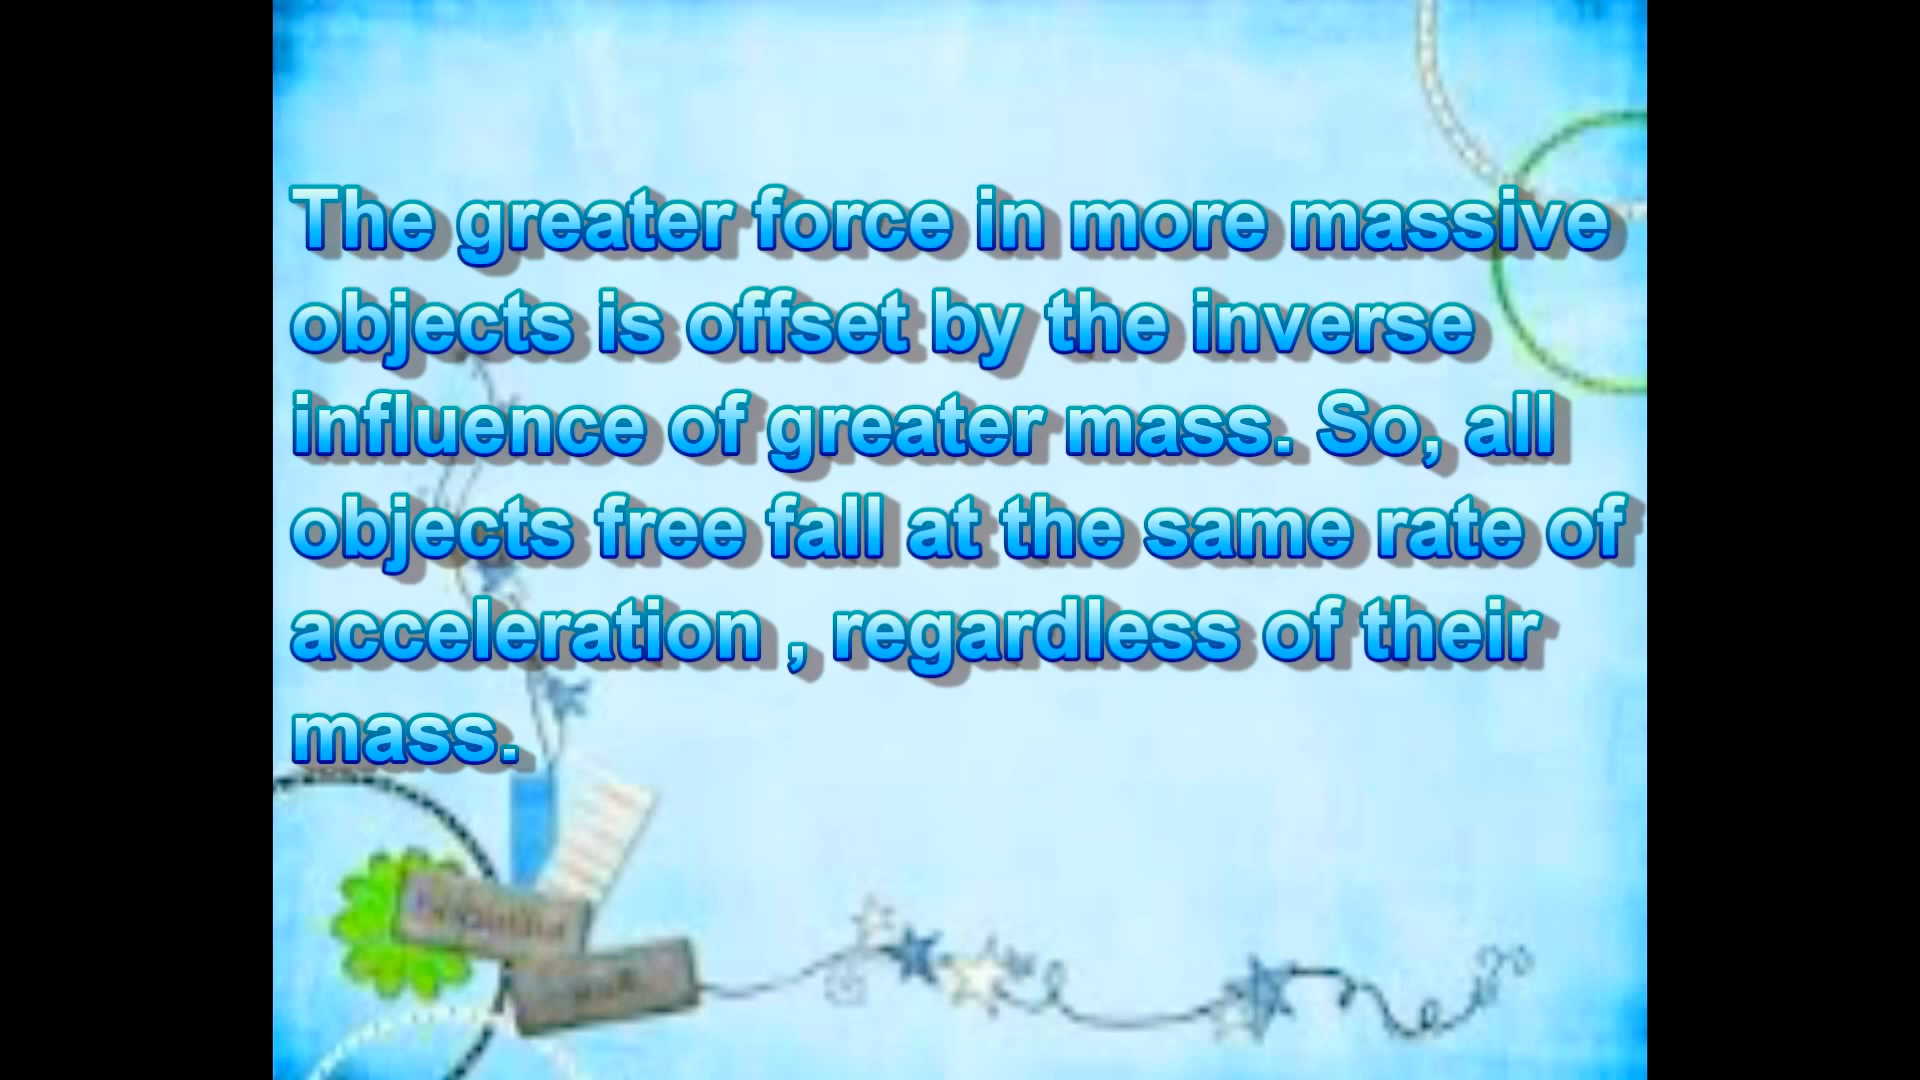 The greater force in more massive
objects is offset by the inverse
influence of greater mass. So, all
objects free fall at the same rate of
acceleration , regardless of their
mass.